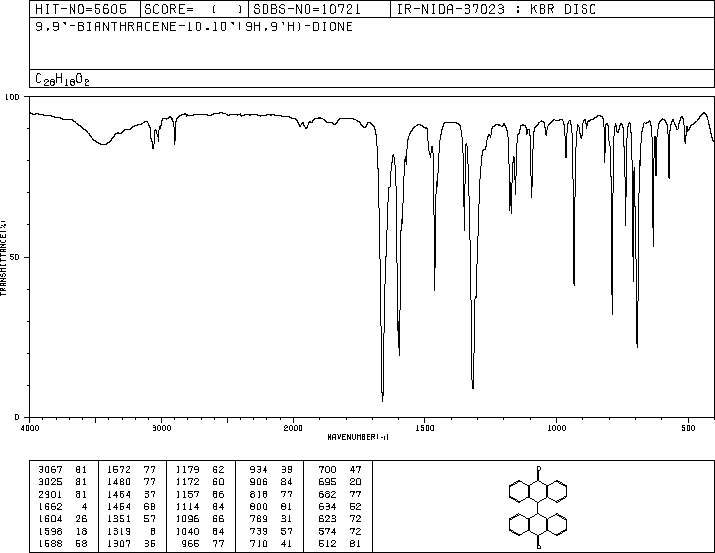 HIT-NO=5605 SCORE= ( ) SDBS-NO=10721 IR-NIDA-37023 : KBR DISC
9,9'-BIANTHRACENE-10,10'(9H,9'H)-DIONE
C28H18O2
100
50
0
TRANSMITTANCE(%)
4000 3000 2000 1500 1000 500
WAVENUMBER(-1)
3067 81 1572 77 1179 62 934 39 700 47
3025 81 1480 77 1172 60 906 84 695 20
2901 81 1464 37 1157 86 818 77 682 77
1662 4 1454 68 1114 84 800 81 634 52
1604 26 1351 57 1096 66 789 31 623 72
1598 18 1319 8 1040 84 739 57 574 72
1588 68 1307 36 965 77 710 41 512 81
O
O